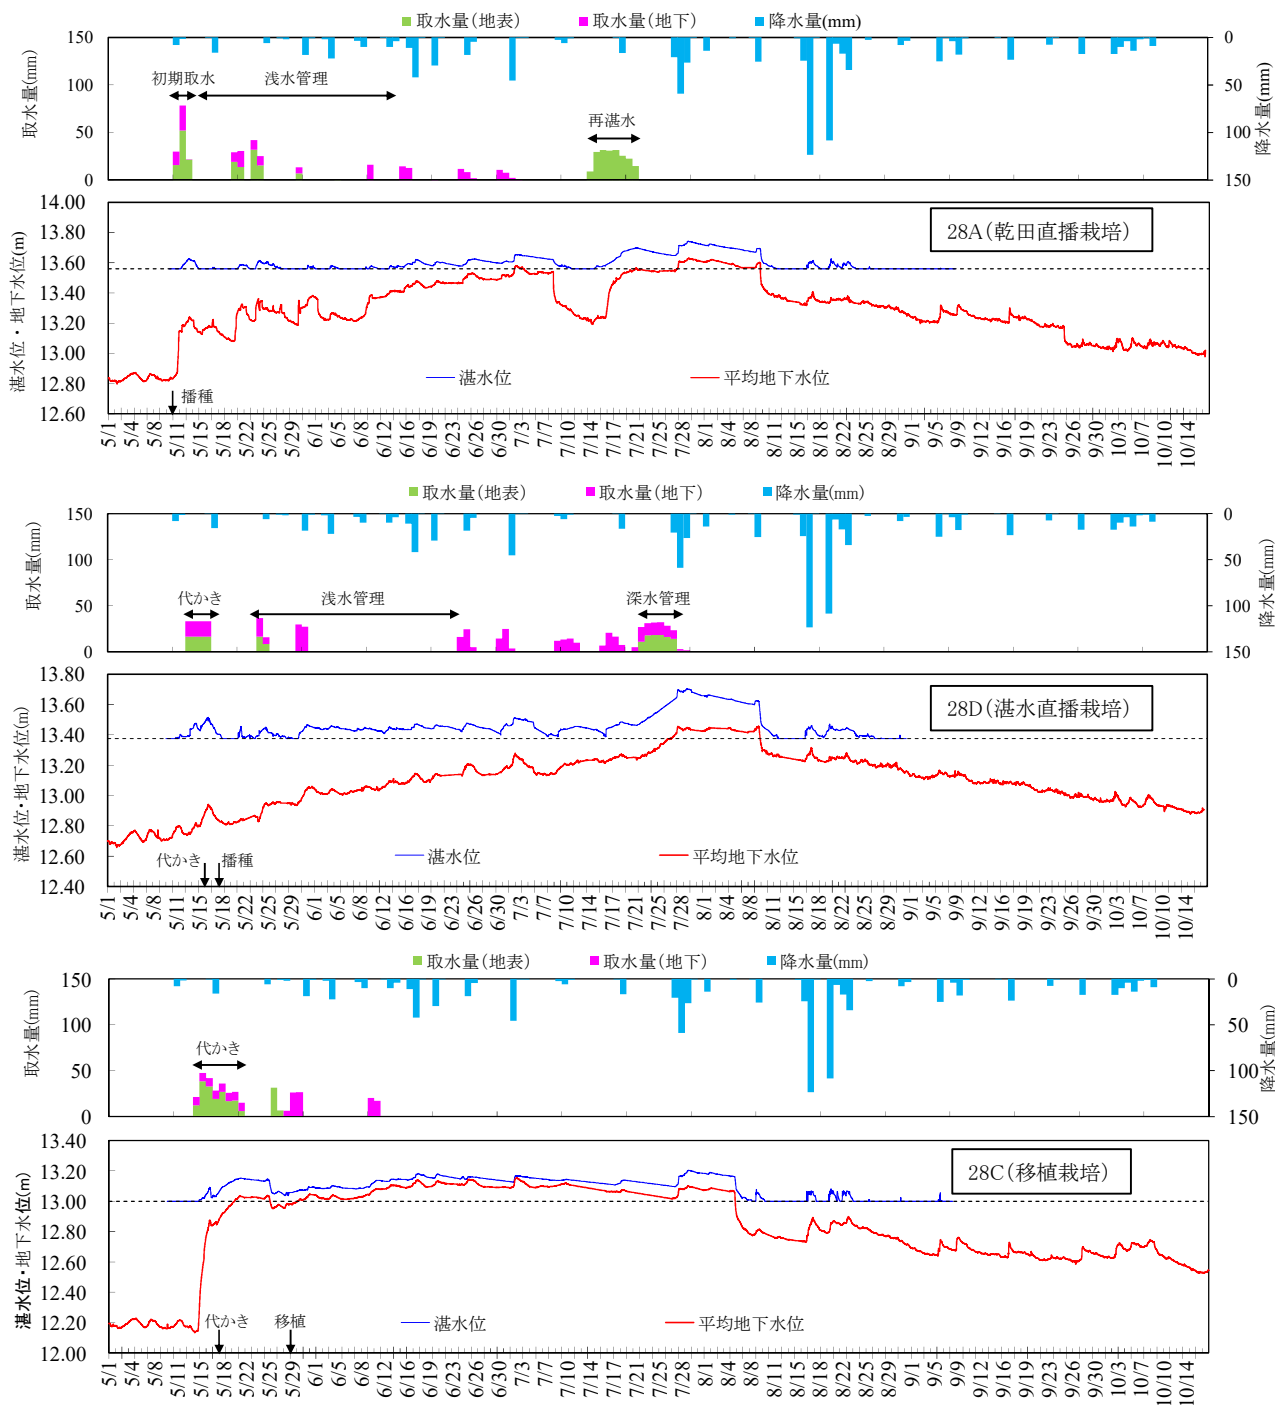 取水量(地表) 取水量(地下) 降水量(mm)
取水量(mm)
150
100
50
0
0
50
100
150
降水量(mm)
初期取水 浅水管理 再湛水
湛水位・地下水位(m)
14.00
13.80
13.60
13.40
13.20
13.00
12.80
12.60
28A(乾田直播栽培)
湛水位 平均地下水位
播種
5/1 5/4 5/8 5/11 5/15 5/18 5/22 5/25 5/29 6/1 6/5 6/8 6/12 6/16 6/19 6/23 6/26 6/30 7/3 7/7 7/10 7/14 7/17 7/21 7/25 7/28 8/1 8/4 8/8 8/11 8/15 8/18 8/22 8/25 8/29 9/1 9/5 9/9 9/12 9/16 9/19 9/23 9/26 9/30 10/3 10/7 10/10 10/14
取水量(地表) 取水量(地下) 降水量(mm)
取水量(mm)
150
100
50
0
0
50
100
150
降水量(mm)
代かき 浅水管理 深水管理
湛水位・地下水位(m)
13.80
13.60
13.40
13.20
13.00
12.80
12.60
12.40
28D(湛水直播栽培)
湛水位 平均地下水位
代かき 播種
5/1 5/4 5/8 5/11 5/15 5/18 5/22 5/25 5/29 6/1 6/5 6/8 6/12 6/16 6/19 6/23 6/26 6/30 7/3 7/7 7/10 7/14 7/17 7/21 7/25 7/28 8/1 8/4 8/8 8/11 8/15 8/18 8/22 8/25 8/29 9/1 9/5 9/9 9/12 9/16 9/19 9/23 9/26 9/30 10/3 10/7 10/10 10/14
取水量(地表) 取水量(地下) 降水量(mm)
取水量(mm)
150
100
50
0
0
50
100
150
降水量(mm)
代かき
湛水位・地下水位(m)
13.40
13.20
13.00
12.80
12.60
12.40
12.20
12.00
28C(移植栽培)
代かき 移植 湛水位 平均地下水位
5/1 5/4 5/8 5/11 5/15 5/18 5/22 5/25 5/29 6/1 6/5 6/8 6/12 6/16 6/19 6/23 6/26 6/30 7/3 7/7 7/10 7/14 7/17 7/21 7/25 7/28 8/1 8/4 8/8 8/11 8/15 8/18 8/22 8/25 8/29 9/1 9/5 9/9 9/12 9/16 9/19 9/23 9/26 9/30 10/3 10/7 10/10 10/14